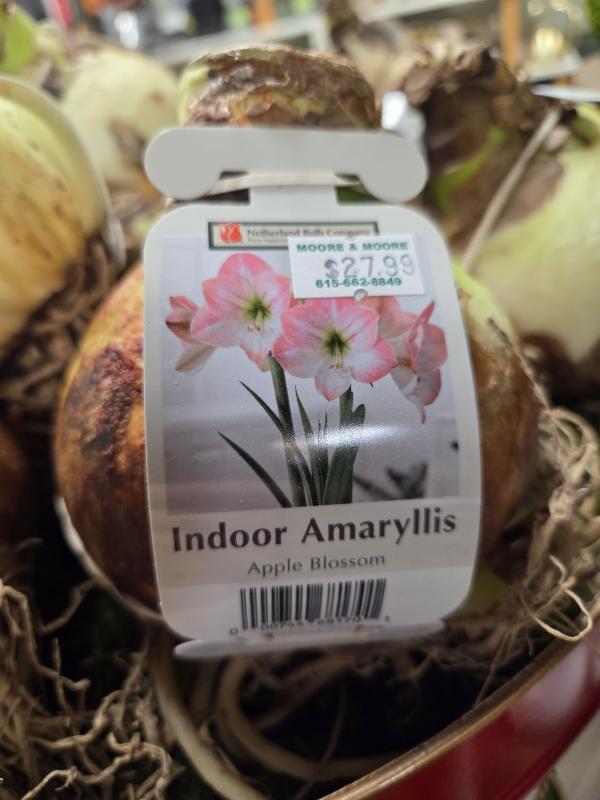 Netherland Bulb Company
MOORE & MOORE
$27.99
615-662-8849
Indoor Amaryllis
Apple Blossom